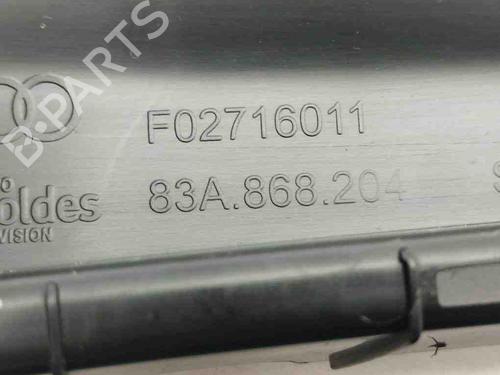 B PARTS
F02716011
83A.868.204
oldes
VISION